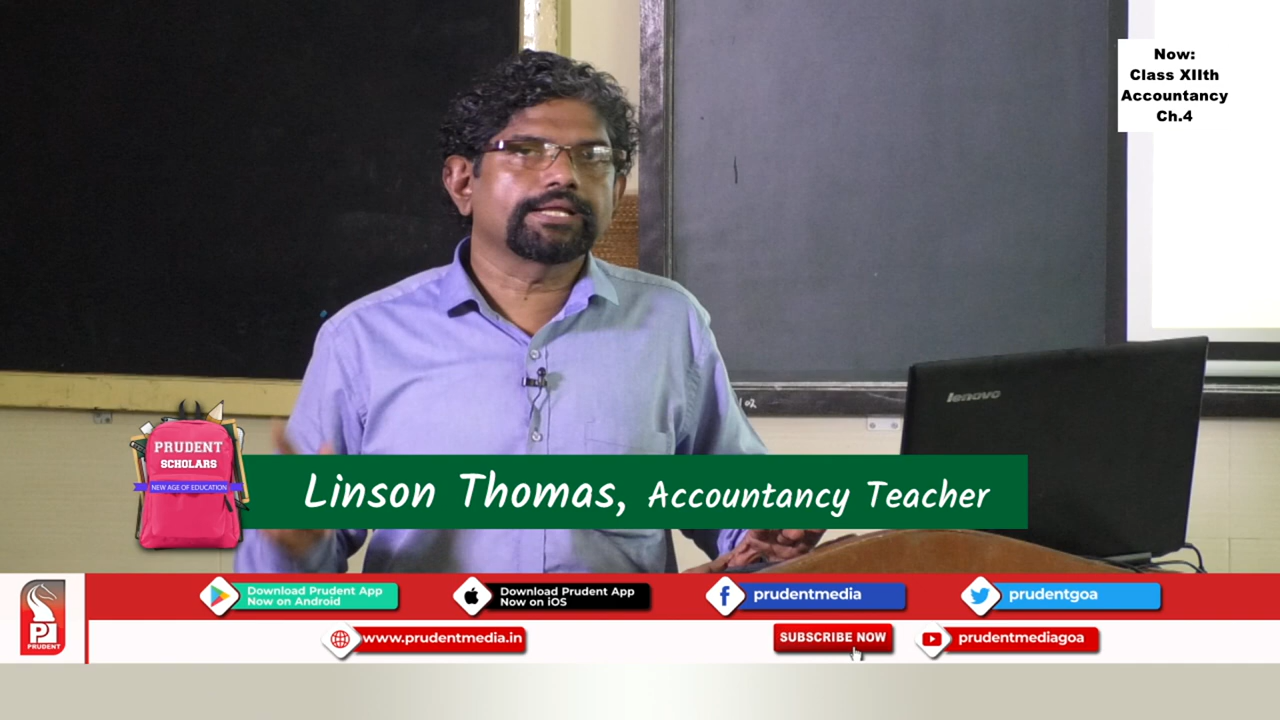 Now:
Class XIIth
Accountancy
Ch.4
lenovo
PRUDENT
SCHOLARS
NEW AGE OF EDUCATION
Linson Thomas, Accountancy Teacher
Download Prudent App
Now on Android
Download Prudent App
Now on iOS
prudentmedia
prudentgoa
PRUDENT
www.prudentmedia.in
SUBSCRIBE NOW
prudentmediagoa